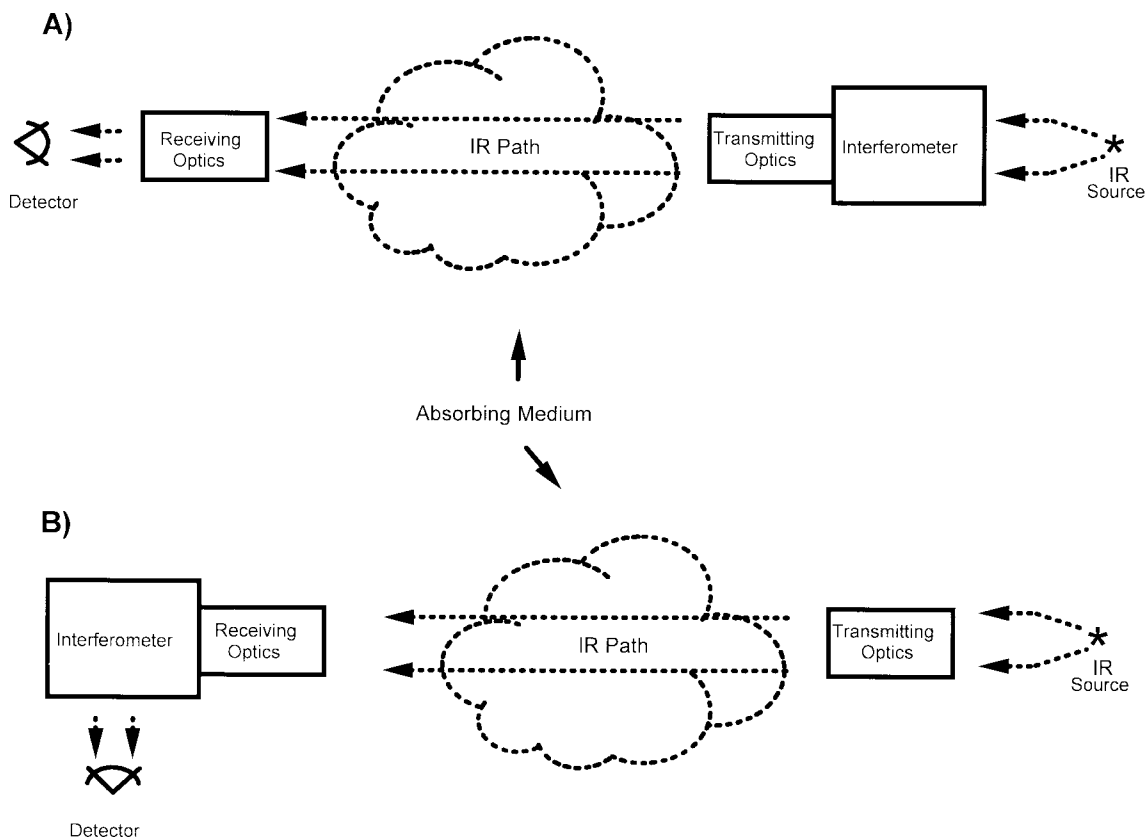 A)
Detector
Receiving
Optics
IR Path
Transmitting
Optics
Interferometer
IR
Source
Absorbing Medium
B)
Interferometer
Receiving
Optics
IR Path
Transmitting
Optics
IR
Source
Detector